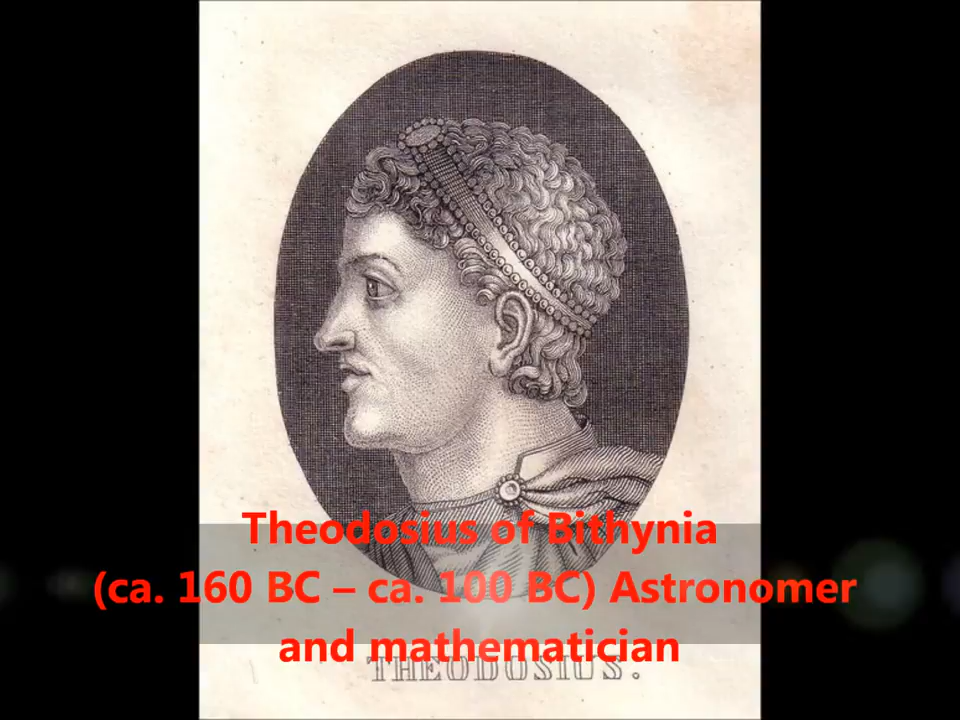 Theodosius of Bithynia
(ca. 160 BC – ca. 100 BC) Astronomer
and mathematician
THEODOSIUS.